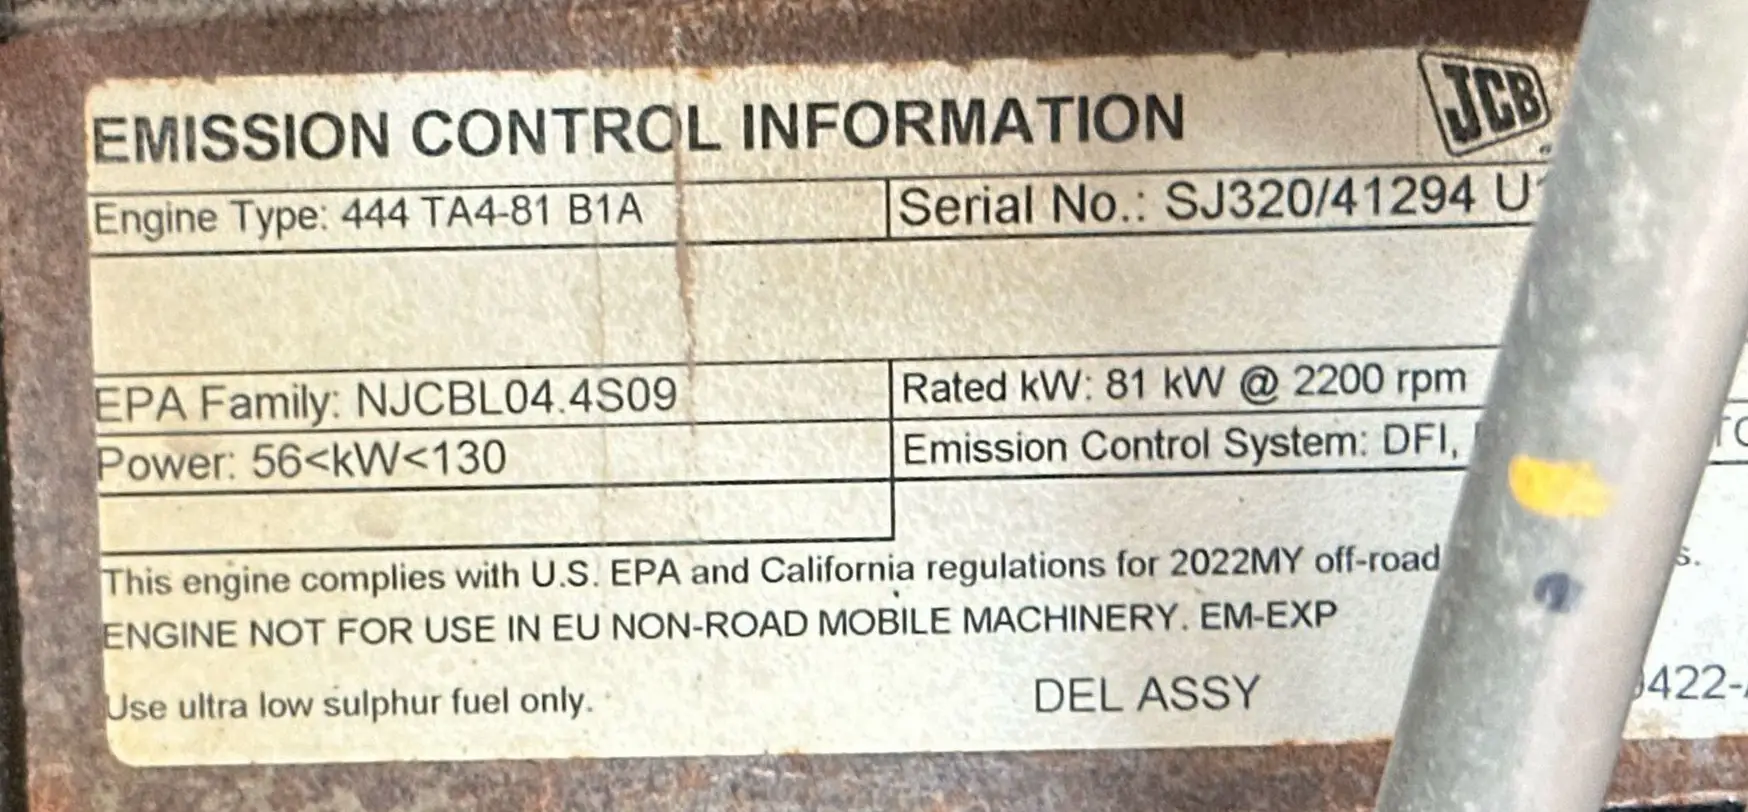 EMISSION CONTROL INFORMATION
JCB
Engine Type: 444 TA4-81 B1A
Serial No.: SJ320/41294
EPA Family: NJCBL04.4S09
Rated kW: 81 kW @ 2200 rpm
Power: 56<kW<130
Emission Control System: DFI,
This engine complies with U.S. EPA and California regulations for 2022MY off-road
ENGINE NOT FOR USE IN EU NON-ROAD MOBILE MACHINERY. EM-EXP
Use ultra low sulphur fuel only.
DEL ASSY